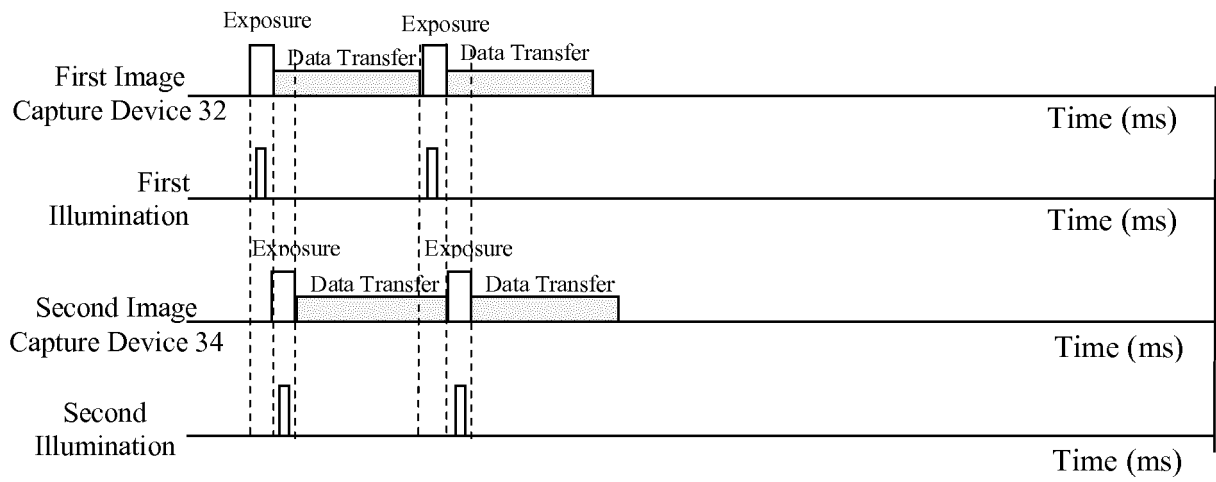 Exposure
Exposure
Data Transfer
Data Transfer
First Image
Capture Device 32
Time (ms)
First
Illumination
Time (ms)
Exposure
Exposure
Data Transfer
Data Transfer
Second Image
Capture Device 34
Time (ms)
Second
Illumination
Time (ms)